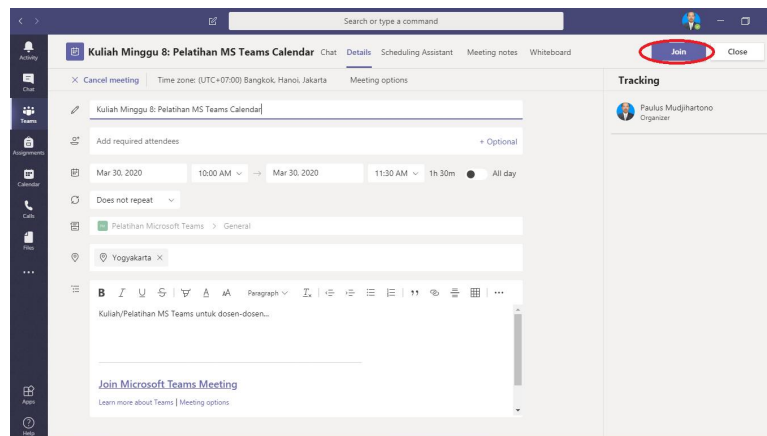 Search or type a command
Activity
Chat
Teams
Assignments
Calendar
Calls
Files
Apps
Help
Kuliah Minggu 8: Pelatihan MS Teams Calendar Chat Details Scheduling Assistant Meeting notes Whiteboard Join Close
× Cancel meeting Time zone: (UTC+07:00) Bangkok, Hanoi, Jakarta Meeting options
Kuliah Minggu 8: Pelatihan MS Teams Calendar
Add required attendees + Optional
Mar 30, 2020 10:00 AM → Mar 30, 2020 11:30 AM 1h 30m All day
Does not repeat
Pelatihan Microsoft Teams > General
Yogyakarta ×
B I U S A AA Paragraph
Kuliah/Pelatihan MS Teams untuk dosen-dosen...
Join Microsoft Teams Meeting
Learn more about Teams | Meeting options
Tracking
Paulus Mudjihartono
Organizer